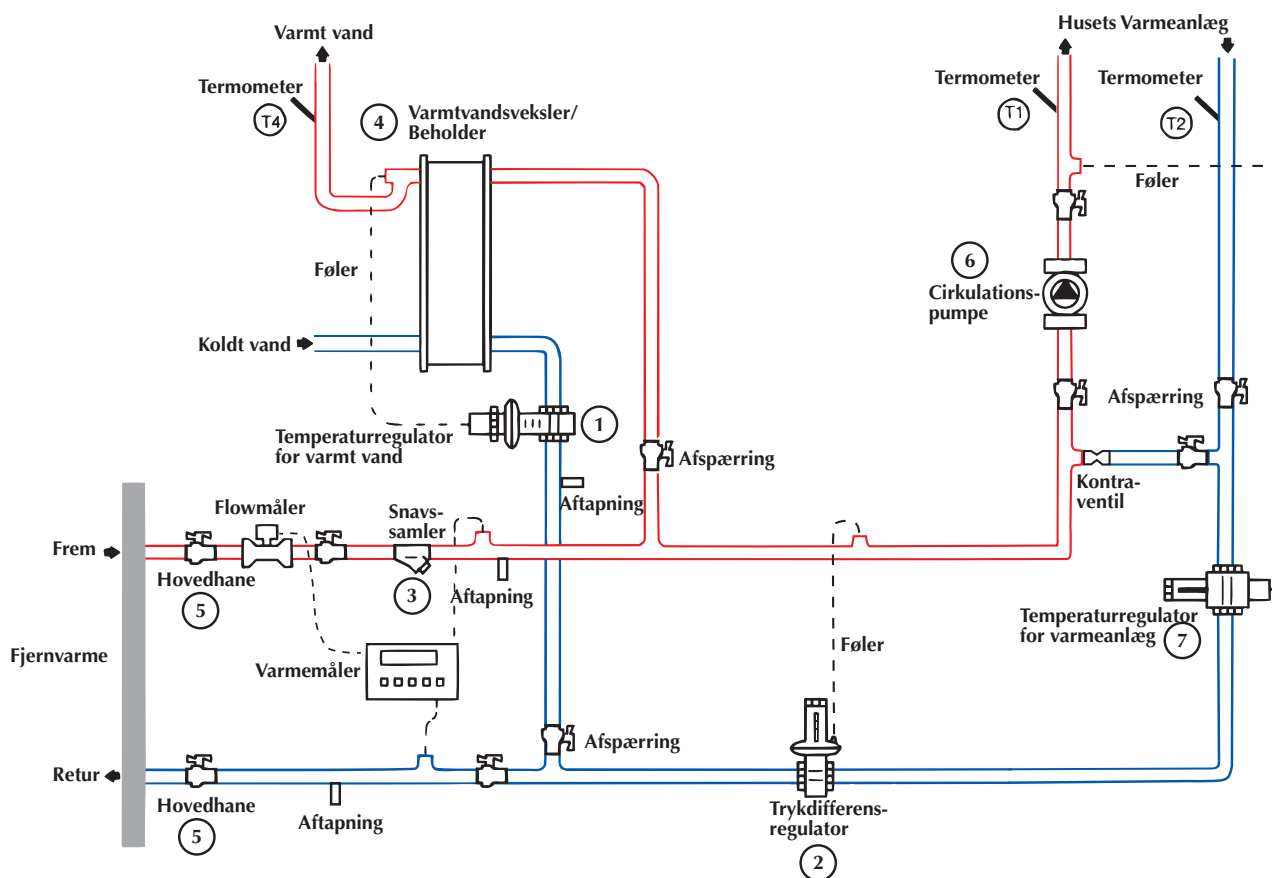 Varmt vand
Husets Varmeanlæg
Termometer
T4
4
Varmtvandsveksler/
Beholder
Termometer
T1
Termometer
T2
Føler
Føler
6
Cirkulations-
pumpe
Koldt vand
Afspærring
1
Temperaturregulator
for varmt vand
Afspærring
Kontra-
ventil
Aftapning
Flowmåler
Snavs-
samler
Frem
Hovedhane
5
3
Aftapning
Temperaturregulator
for varmeanlæg
7
Fjernvarme
Varmemåler
Føler
Afspærring
Retur
Hovedhane
5
Aftapning
Trykdifferens-
regulator
2